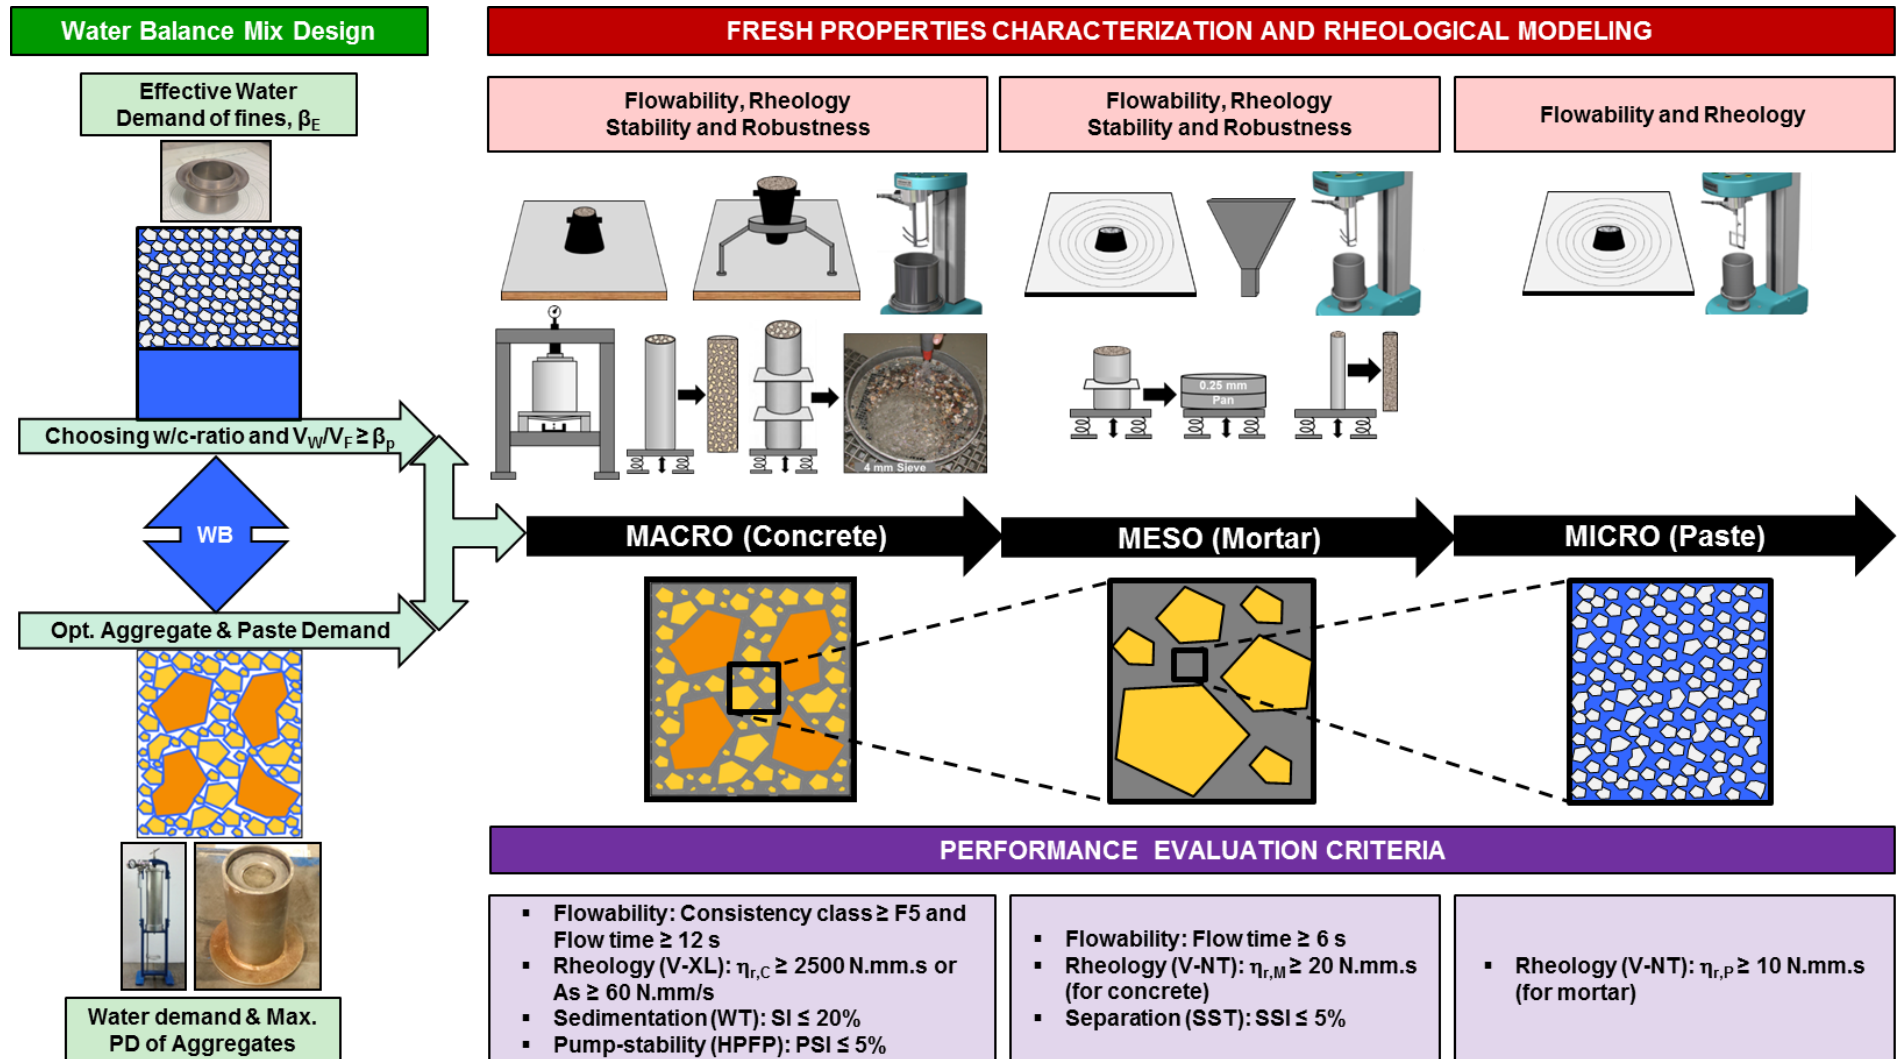 Water Balance Mix Design
Effective Water
Demand of fines, βE
Choosing w/c-ratio and VW/VF ≥ βp
WB
Opt. Aggregate & Paste Demand
Water demand & Max.
PD of Aggregates
FRESH PROPERTIES CHARACTERIZATION AND RHEOLOGICAL MODELING
Flowability, Rheology
Stability and Robustness
Flowability, Rheology
Stability and Robustness
Flowability and Rheology
4 mm Sieve
0.25 mm
Pan
MACRO (Concrete)
MESO (Mortar)
MICRO (Paste)
PERFORMANCE EVALUATION CRITERIA
▪ Flowability: Consistency class ≥ F5 and
Flow time ≥ 12 s
▪ Rheology (V-XL): ηr,C ≥ 2500 N.mm.s or
As ≥ 60 N.mm/s
▪ Sedimentation (WT): SI ≤ 20%
▪ Pump-stability (HPFP): PSI ≤ 5%
▪ Flowability: Flow time ≥ 6 s
▪ Rheology (V-NT): ηr,M ≥ 20 N.mm.s
(for concrete)
▪ Separation (SST): SSI ≤ 5%
▪ Rheology (V-NT): ηr,P ≥ 10 N.mm.s
(for mortar)